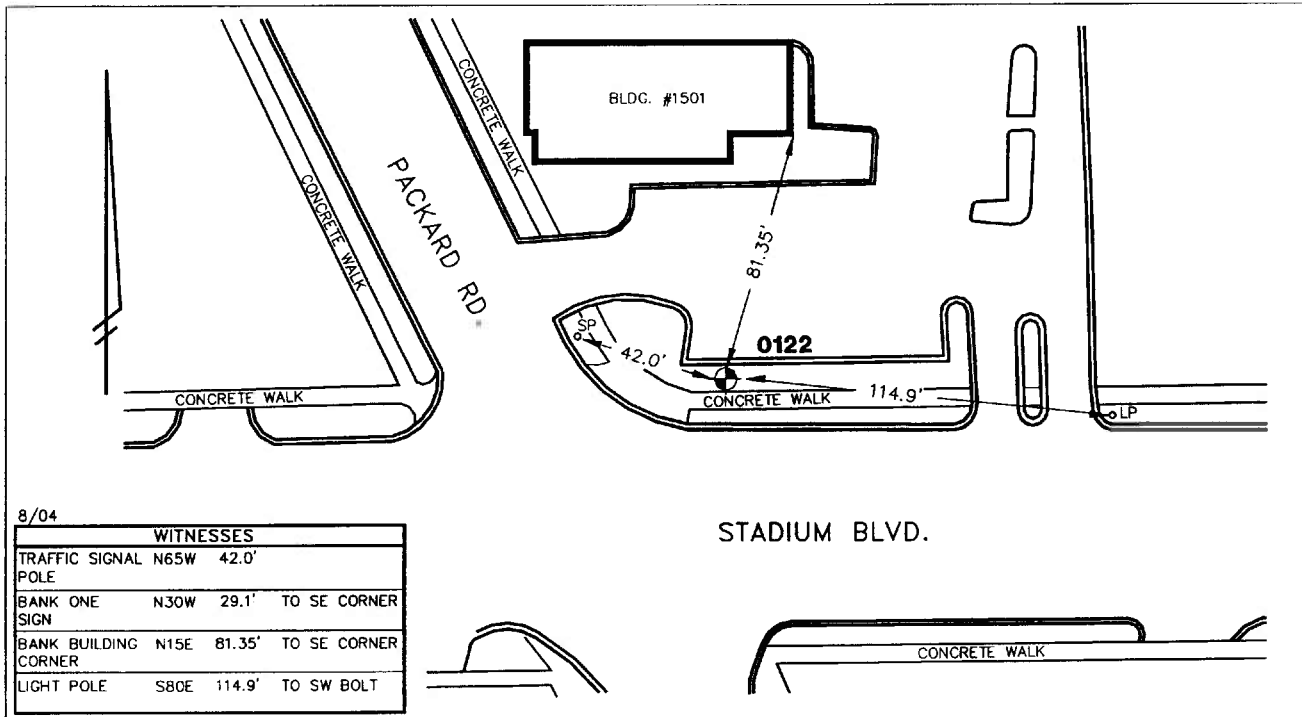 BLDG. #1501
CONCRETE WALK
CONCRETE WALK
PACKARD RD.
81.35'
SP
42.0'
0122
CONCRETE WALK
CONCRETE WALK
114.9'
LP
STADIUM BLVD.
8/04
WITNESSES
TRAFFIC SIGNAL POLE N65W 42.0'
BANK ONE SIGN N30W 29.1' TO SE CORNER
BANK BUILDING CORNER N15E 81.35' TO SE CORNER
LIGHT POLE S80E 114.9' TO SW BOLT
CONCRETE WALK